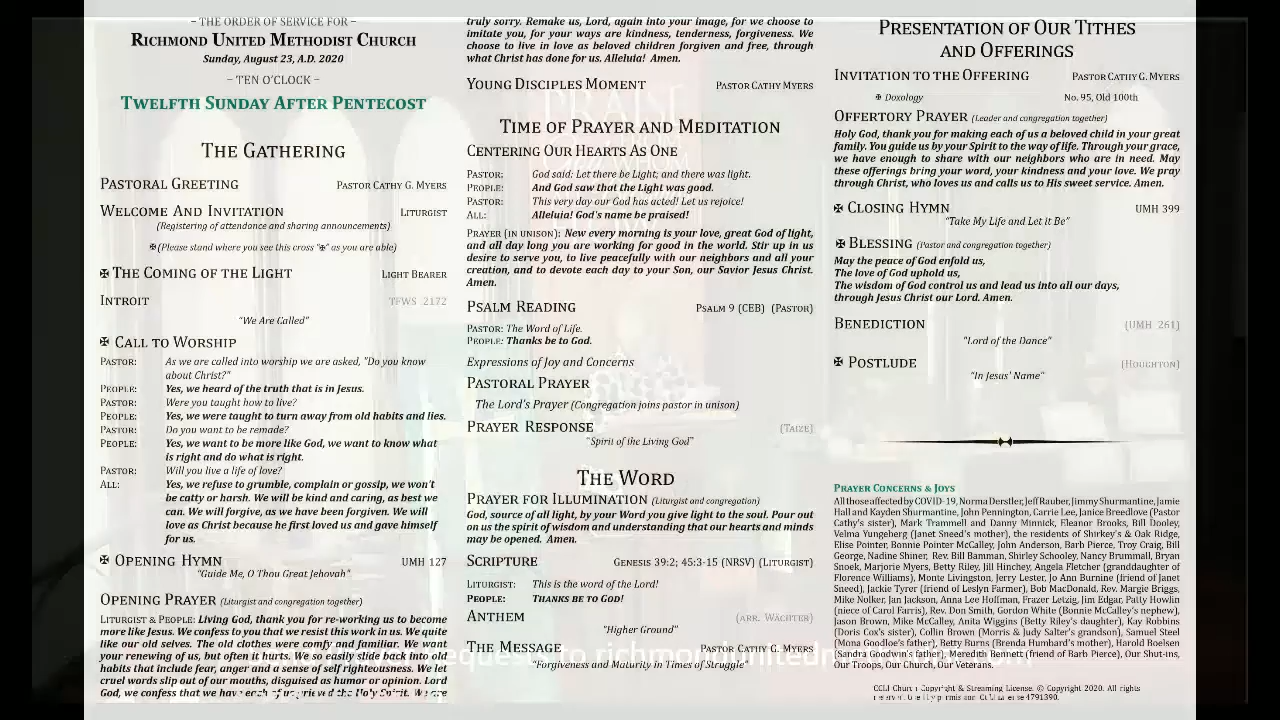 – THE ORDER OF SERVICE FOR –
RICHMOND UNITED METHODIST CHURCH
Sunday, August 23, A.D. 2020
– TEN O'CLOCK –
TWELFTH SUNDAY AFTER PENTECOST
THE GATHERING
PASTORAL GREETING PASTOR CATHY G. MYERS
WELCOME AND INVITATION LITURGIST
(Registering of attendance and sharing announcements)
✠(Please stand where you see this cross "✠" as you are able)
✠ THE COMING OF THE LIGHT LIGHT BEARER
INTROIT TFWS 2172
"We Are Called"
✠ CALL TO WORSHIP
PASTOR: As we are called into worship we are asked, "Do you know
about Christ?"
PEOPLE: Yes, we heard of the truth that is in Jesus.
PASTOR: Were you taught how to live?
PEOPLE: Yes, we were taught to turn away from old habits and lies.
PASTOR: Do you want to be remade?
PEOPLE: Yes, we want to be more like God, we want to know what
is right and do what is right.
PASTOR: Will you live a life of love?
ALL: Yes, we refuse to grumble, complain or gossip, we won't
be catty or harsh. We will be kind and caring, as best we
can. We will forgive, as we have been forgiven. We will
love as Christ because he first loved us and gave himself
for us.
✠ OPENING HYMN UMH 127
"Guide Me, O Thou Great Jehovah"
OPENING PRAYER (Liturgist and congregation together)
LITURGIST & PEOPLE: Living God, thank you for re-working us to become
more like Jesus. We confess to you that we resist this work in us. We quite
like our old selves. The old clothes were comfy and familiar. We want
your renewing of us, but often it hurts. We so easily slide back into old
habits that include fear, anger and a sense of self righteousness. We let
cruel words slip out of our mouths, disguised as humor or opinion. Lord
God, we confess that we have each of us grieved the Holy Spirit. We are
truly sorry. Remake us, Lord, again into your image, for we choose to
imitate you, for your ways are kindness, tenderness, forgiveness. We
choose to live in love as beloved children forgiven and free, through
what Christ has done for us. Alleluia! Amen.
YOUNG DISCIPLES MOMENT PASTOR CATHY MYERS
TIME OF PRAYER AND MEDITATION
CENTERING OUR HEARTS AS ONE
PASTOR: God said: Let there be Light; and there was light.
PEOPLE: And God saw that the Light was good.
PASTOR: This very day our God has acted! Let us rejoice!
ALL: Alleluia! God's name be praised!
PRAYER (IN UNISON): New every morning is your love, great God of light,
and all day long you are working for good in the world. Stir up in us
desire to serve you, to live peacefully with our neighbors and all your
creation, and to devote each day to your Son, our Savior Jesus Christ.
Amen.
PSALM READING PSALM 9 (CEB) (PASTOR)
PASTOR: The Word of Life.
PEOPLE: Thanks be to God.
Expressions of Joy and Concerns
PASTORAL PRAYER
The Lord's Prayer (Congregation joins pastor in unison)
PRAYER RESPONSE (TAIZE)
"Spirit of the Living God"
THE WORD
PRAYER FOR ILLUMINATION (Liturgist and congregation)
God, source of all light, by your Word you give light to the soul. Pour out
on us the spirit of wisdom and understanding that our hearts and minds
may be opened. Amen.
SCRIPTURE GENESIS 39:2; 45:3-15 (NRSV) (LITURGIST)
LITURGIST: This is the word of the Lord!
PEOPLE: THANKS BE TO GOD!
ANTHEM (ARR. WACHTER)
"Higher Ground"
THE MESSAGE PASTOR CATHY G. MYERS
"Forgiveness and Maturity in Times of Struggle"
PRESENTATION OF OUR TITHES
AND OFFERINGS
INVITATION TO THE OFFERING PASTOR CATHY G. MYERS
✠ Doxology No. 95, Old 100th
OFFERTORY PRAYER (Leader and congregation together)
Holy God, thank you for making each of us a beloved child in your great
family. You guide us by your Spirit to the way of life. Through your grace,
we have enough to share with our neighbors who are in need. May
these offerings bring your word, your kindness and your love. We pray
through Christ, who loves us and calls us to His sweet service. Amen.
✠ CLOSING HYMN UMH 399
"Take My Life and Let it Be"
✠ BLESSING (Pastor and congregation together)
May the peace of God enfold us,
The love of God uphold us,
The wisdom of God control us and lead us into all our days,
through Jesus Christ our Lord. Amen.
BENEDICTION (UMH 261)
"Lord of the Dance"
✠ POSTLUDE (HOUGHTON)
"In Jesus' Name"
PRAYER CONCERNS & JOYS
All those affected by COVID-19, Norma Derstler, Jeff Rauber, Jimmy Shurmantine, Jamie
Hall and Kayden Shurmantine, John Pennington, Carrie Lee, Janice Breedlove (Pastor
Cathy's sister), Mark Trammell and Danny Minnick, Eleanor Brooks, Bill Dooley,
Velma Yungeberg (Janet Sneed's mother), the residents of Shirkey's & Oak Ridge,
Elise Pointer, Bonnie Pointer McCalley, John Anderson, Barb Pierce, Troy Craig, Bill
George, Nadine Shiner, Rev. Bill Bamman, Shirley Schooley, Nancy Brummall, Bryan
Snoek, Marjorie Myers, Betty Riley, Jill Hinchey, Angela Fletcher (granddaughter of
Florence Williams), Monte Livingston, Jerry Lester, Jo Ann Burnine (friend of Janet
Sneed), Jackie Tyrer (friend of Leslyn Farmer), Bob MacDonald, Rev. Margie Briggs,
Mike Nolker, Jan Jackson, Anna Lee Hoffman, Frazer Letzig, Jim Edgar, Patty Howlin
(niece of Carol Farris), Rev. Don Smith, Gordon White (Bonnie McCalley's nephew),
Jason Brown, Mike McCalley, Anita Wiggins (Betty Riley's daughter), Kay Robbins
(Doris Cox's sister), Collin Brown (Morris & Judy Salter's grandson), Samuel Steel
(Mona Goodloe's father), Betty Burns (Brenda Humbard's mother), Harold Boelsen
Sandra Goodwin's father), Meredith Bennett (friend of Barb Pierce), Our Shut-ins,
Our Troops, Our Church, Our Veterans
CCLI Church Copyright & Streaming License. © Copyright 2020. All rights